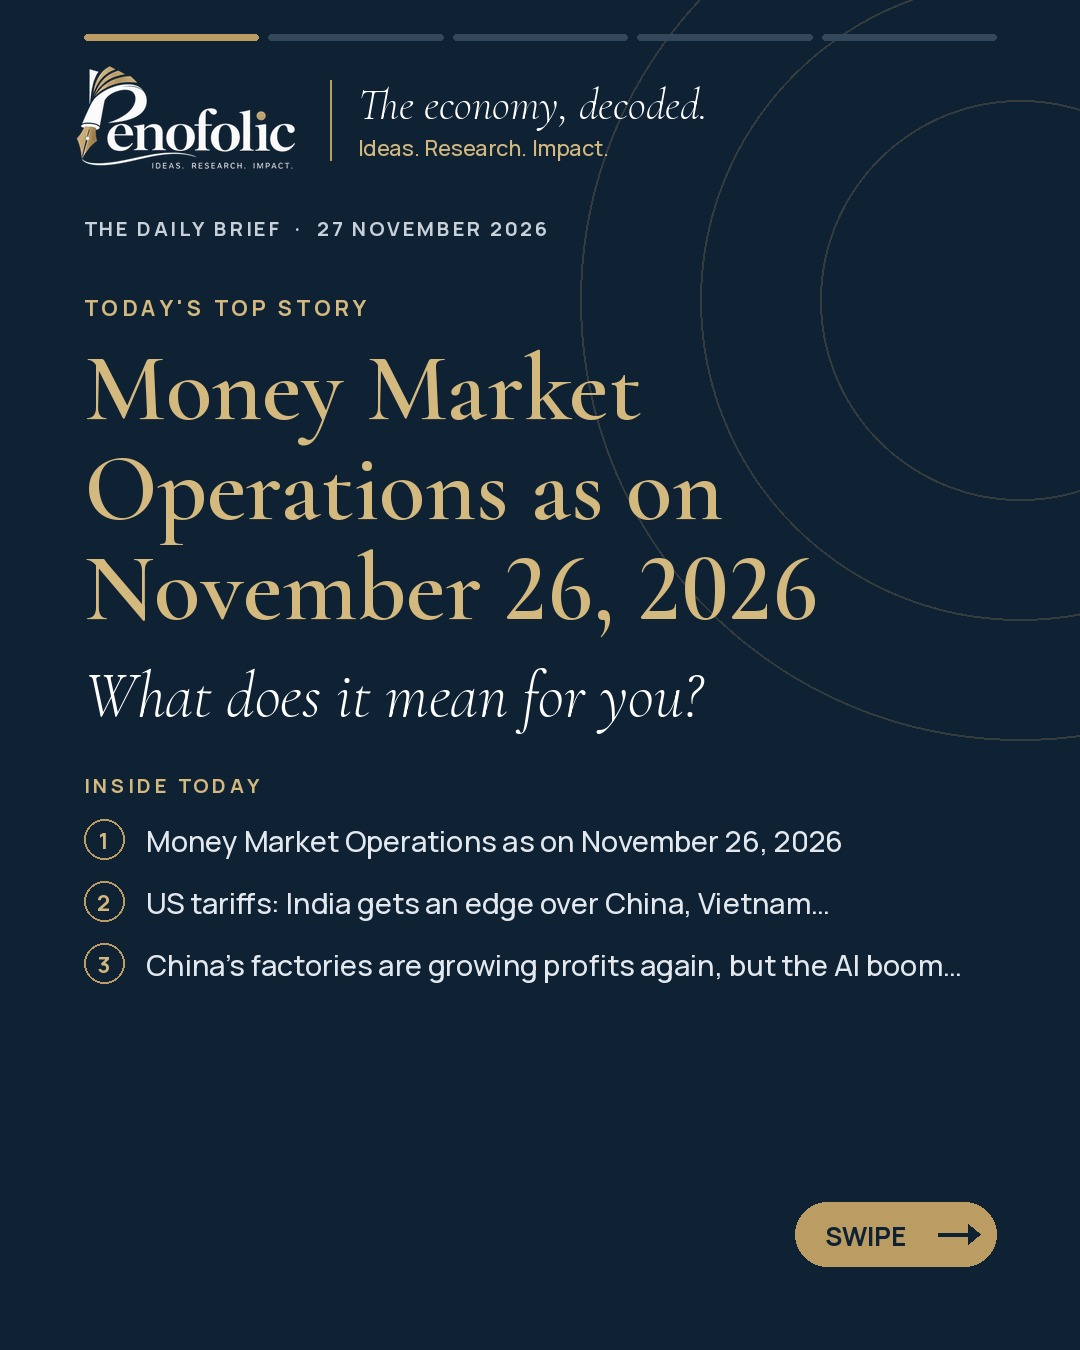 Penofolic
IDEAS. RESEARCH. IMPACT.
The economy, decoded.
Ideas. Research. Impact.
THE DAILY BRIEF · 27 NOVEMBER 2026
TODAY'S TOP STORY
Money Market
Operations as on
November 26, 2026
What does it mean for you?
INSIDE TODAY
1 Money Market Operations as on November 26, 2026
2 US tariffs: India gets an edge over China, Vietnam...
3 China’s factories are growing profits again, but the AI boom...
SWIPE